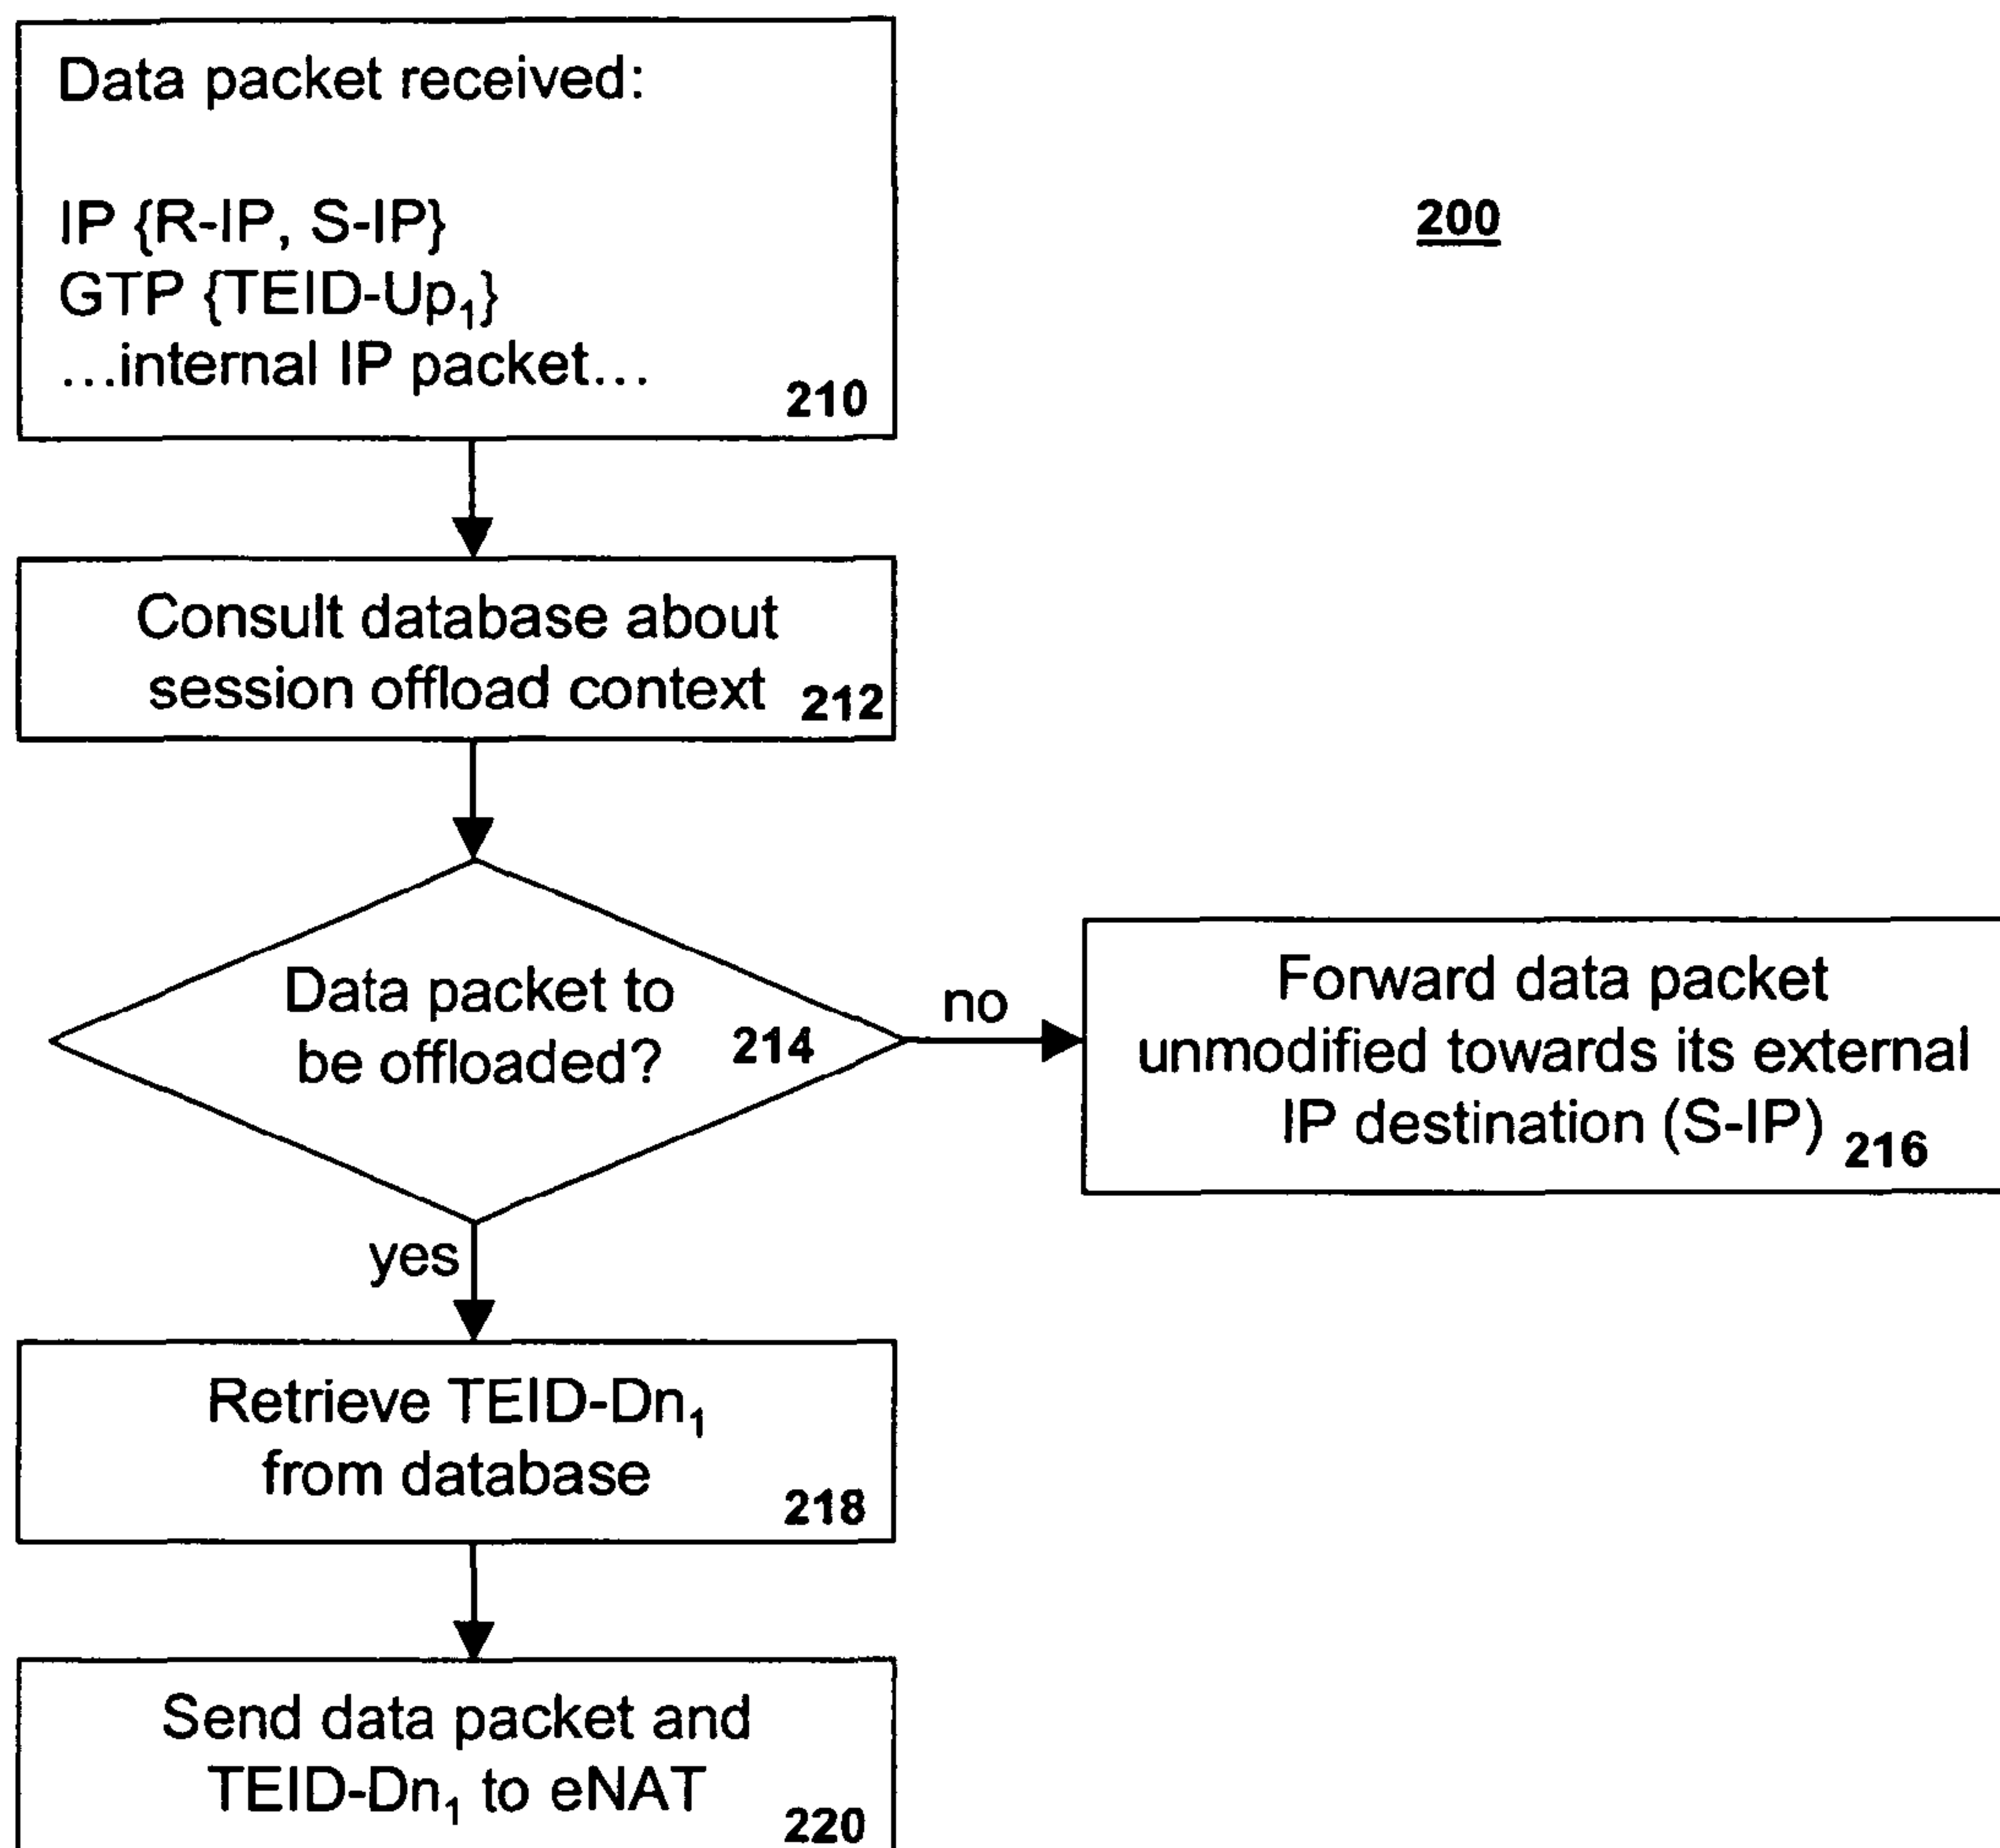 Data packet received:
IP {R-IP, S-IP}
GTP {TEID-Up₁}
...internal IP packet...
210
200
Consult database about
session offload context 212
Data packet to
be offloaded? 214
no
Forward data packet
unmodified towards its external
IP destination (S-IP) 216
yes
Retrieve TEID-Dn₁
from database
218
Send data packet and
TEID-Dn₁ to eNAT
220